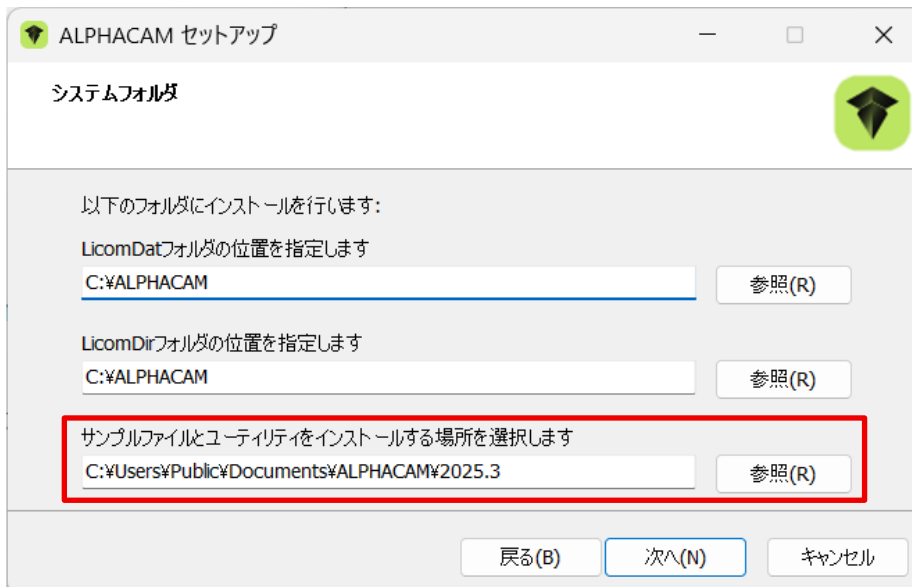 ALPHACAM セットアップ
システムフォルダ
以下のフォルダにインストールを行います:
LicomDatフォルダの位置を指定します
C:¥ALPHACAM
参照(R)
LicomDirフォルダの位置を指定します
C:¥ALPHACAM
参照(R)
サンプルファイルとユーティリティをインストールする場所を選択します
C:¥Users¥Public¥Documents¥ALPHACAM¥2025.3
参照(R)
戻る(B)
次へ(N)
キャンセル